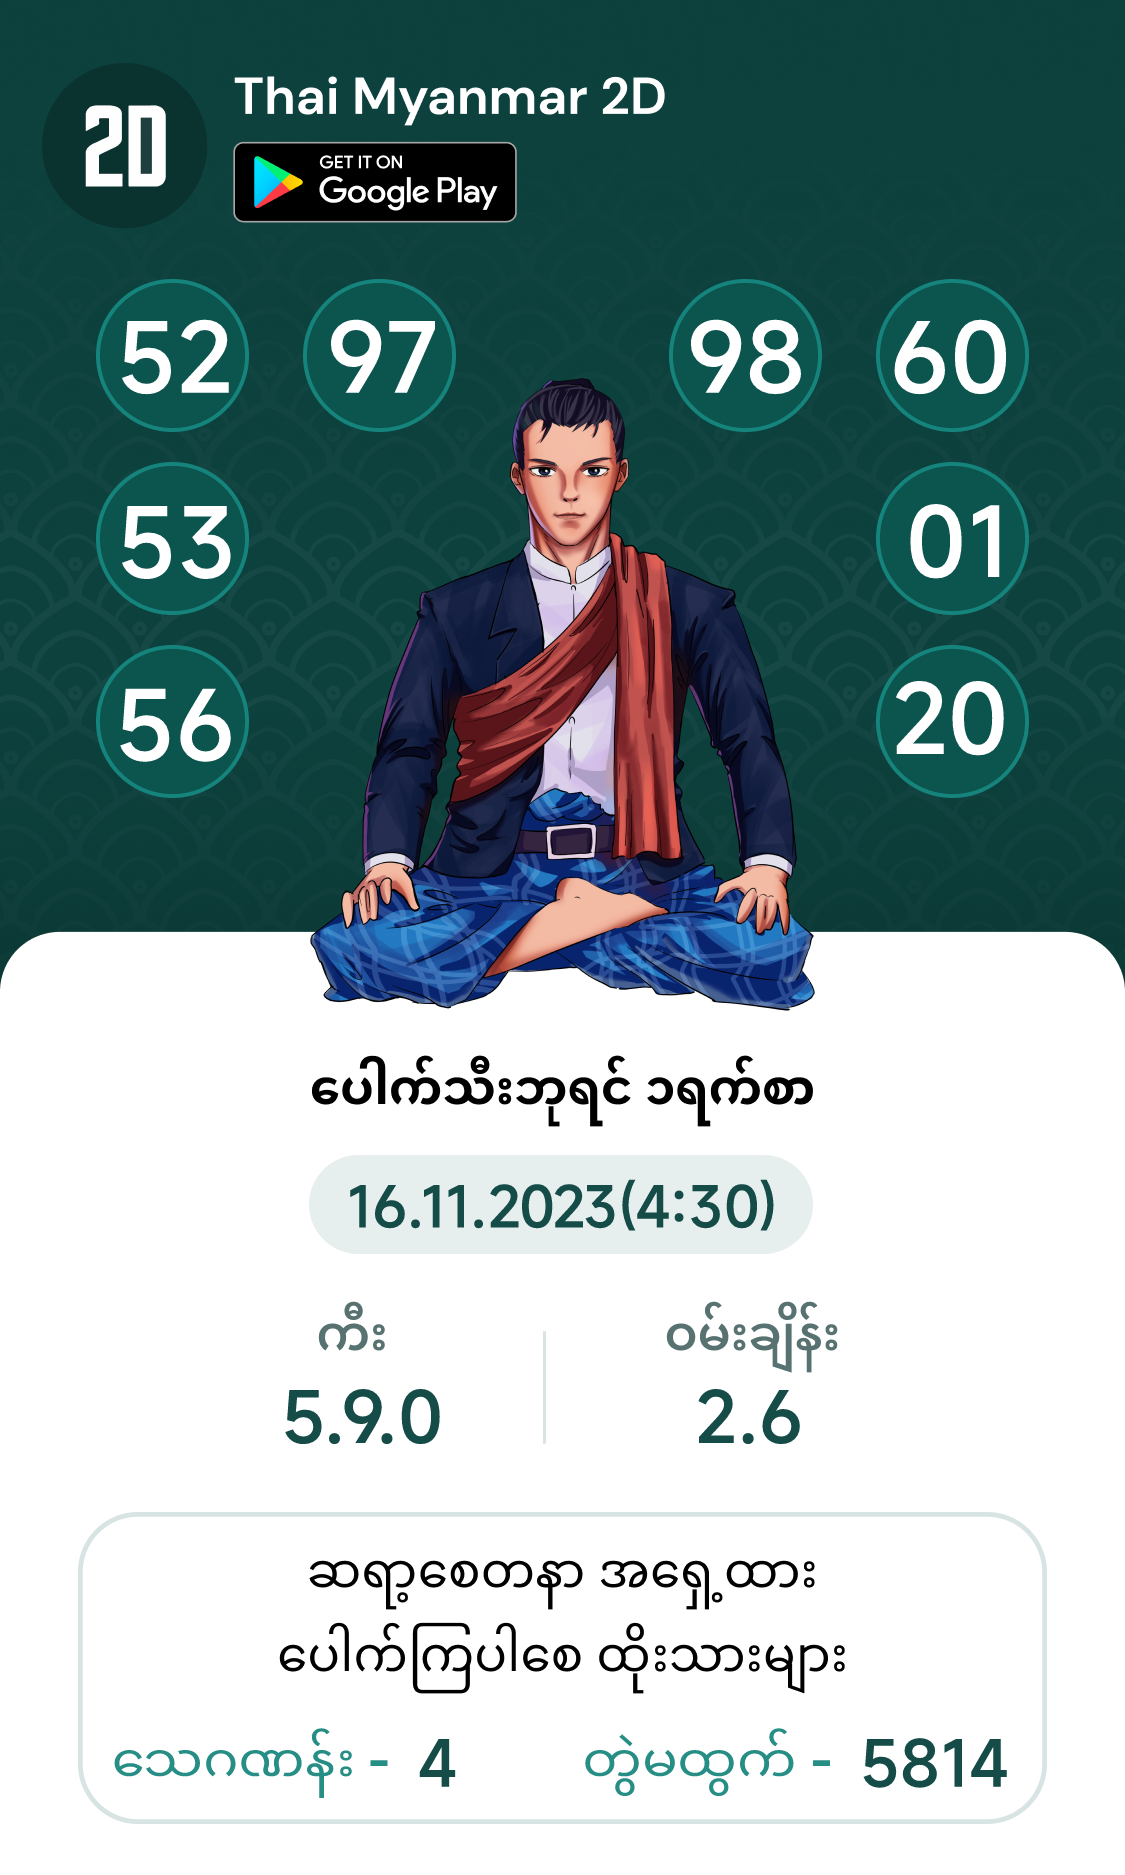 2D
Thai Myanmar 2D
GET IT ON
Google Play
52 97 98 60
53 01
56 20
ပေါက်သီးဘုရင် ၁ရက်စာ
16.11.2023(4:30)
ကီး ဝမ်းချိန်း
5.9.0 2.6
ဆရာ့စေတနာ အရှေ့ထား
ပေါက်ကြပါစေ ထိုးသားများ
သေဂဏန်း - 4 တွဲမထွက် - 5814